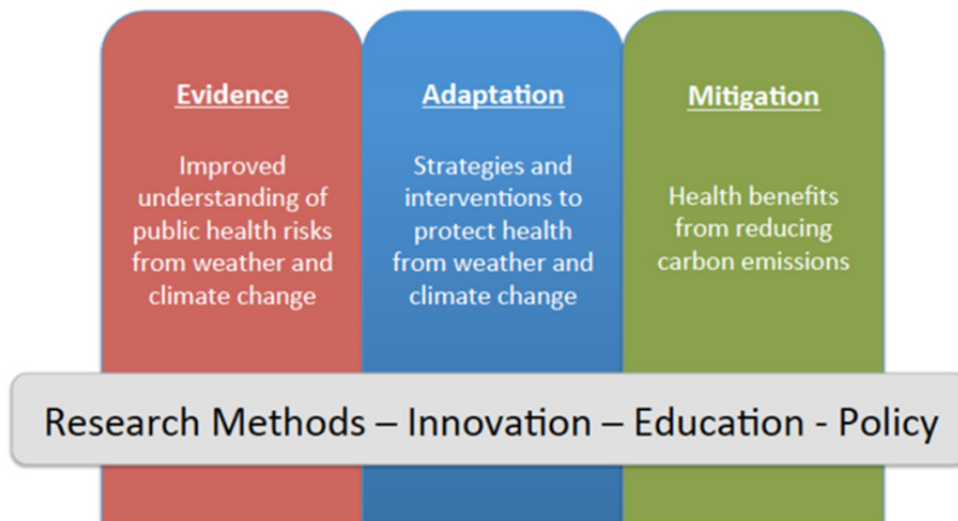 Evidence
Improved
understanding of
public health risks
from weather and
climate change
Adaptation
Strategies and
interventions to
protect health
from weather and
climate change
Mitigation
Health benefits
from reducing
carbon emissions
Research Methods – Innovation – Education - Policy